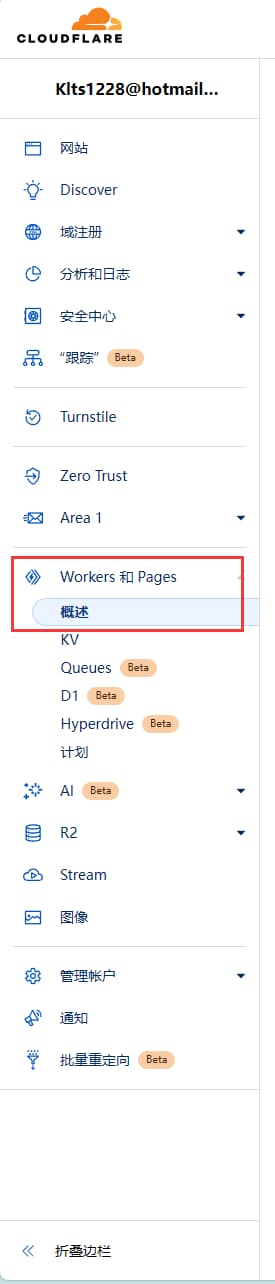 CLOUDFLARE
Klts1228@hotmail...
网站
Discover
域注册
分析和日志
安全中心
“跟踪” Beta
Turnstile
Zero Trust
Area 1
Workers 和 Pages
概述
KV
Queues Beta
D1 Beta
Hyperdrive Beta
计划
AI Beta
R2
Stream
图像
管理帐户
通知
批量重定向 Beta
折叠边栏